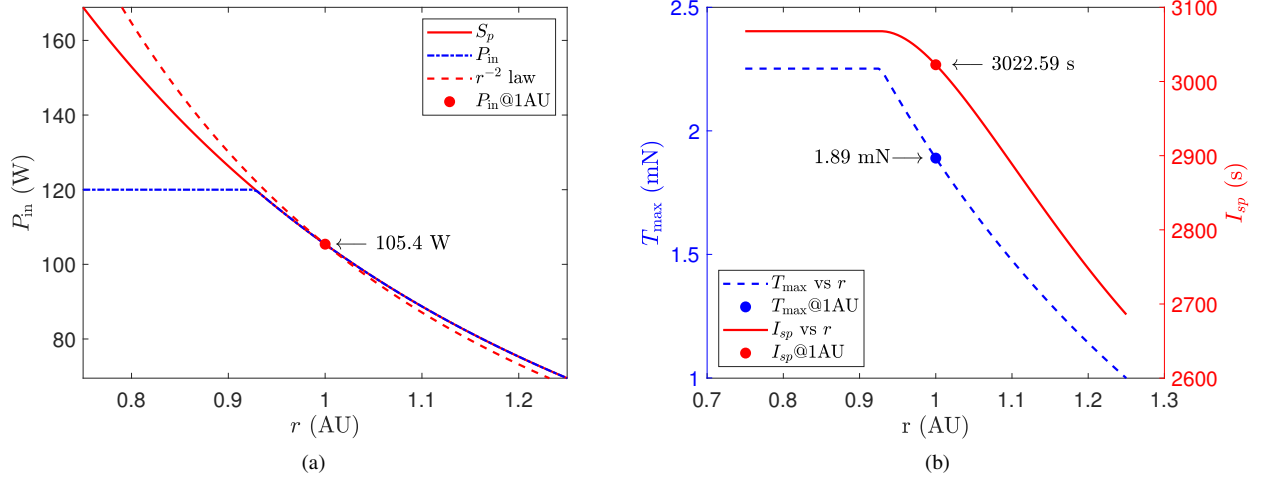 160
140
120
100
80
P_in (W)
0.8
0.9
1
1.1
1.2
r (AU)
S_p
P_in
r^{-2} law
P_in@1AU
105.4 W
(a)
2.5
2
1.5
1
T_max (mN)
0.7
0.8
0.9
1
1.1
1.2
1.3
r (AU)
3100
3000
2900
2800
2700
2600
I_sp (s)
3022.59 s
1.89 mN
T_max vs r
T_max@1AU
I_sp vs r
I_sp@1AU
(b)